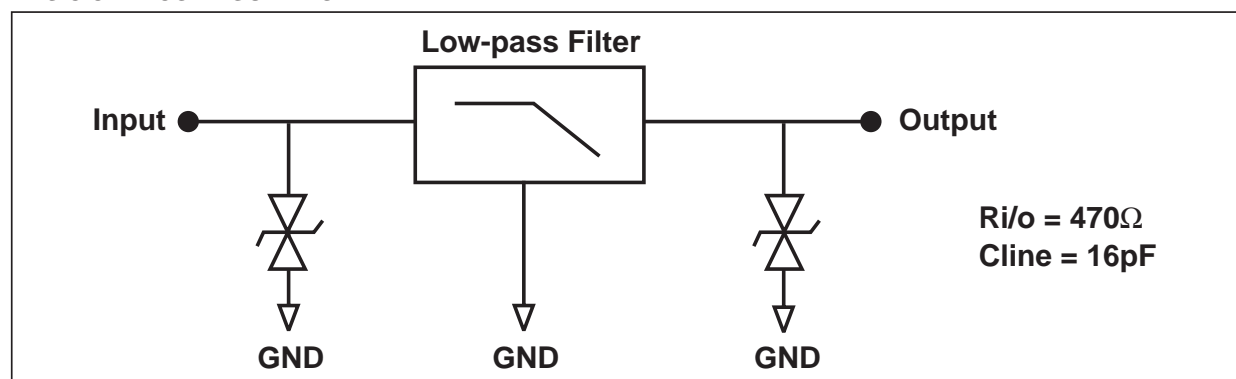 Low-pass Filter
Input
Output
Ri/o = 470Ω
Cline = 16pF
GND
GND
GND